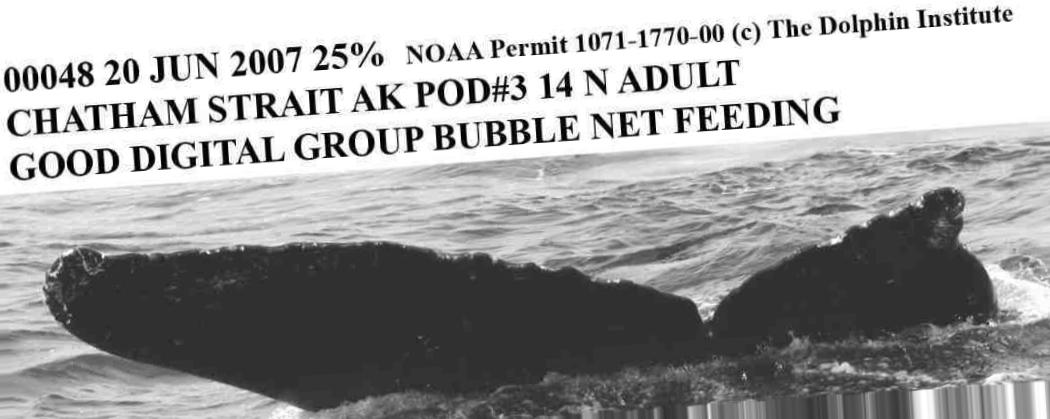 00048 20 JUN 2007 25% NOAA Permit 1071-1770-00 (c) The Dolphin Institute
CHATHAM STRAIT AK POD#3 14 N ADULT
GOOD DIGITAL GROUP BUBBLE NET FEEDING